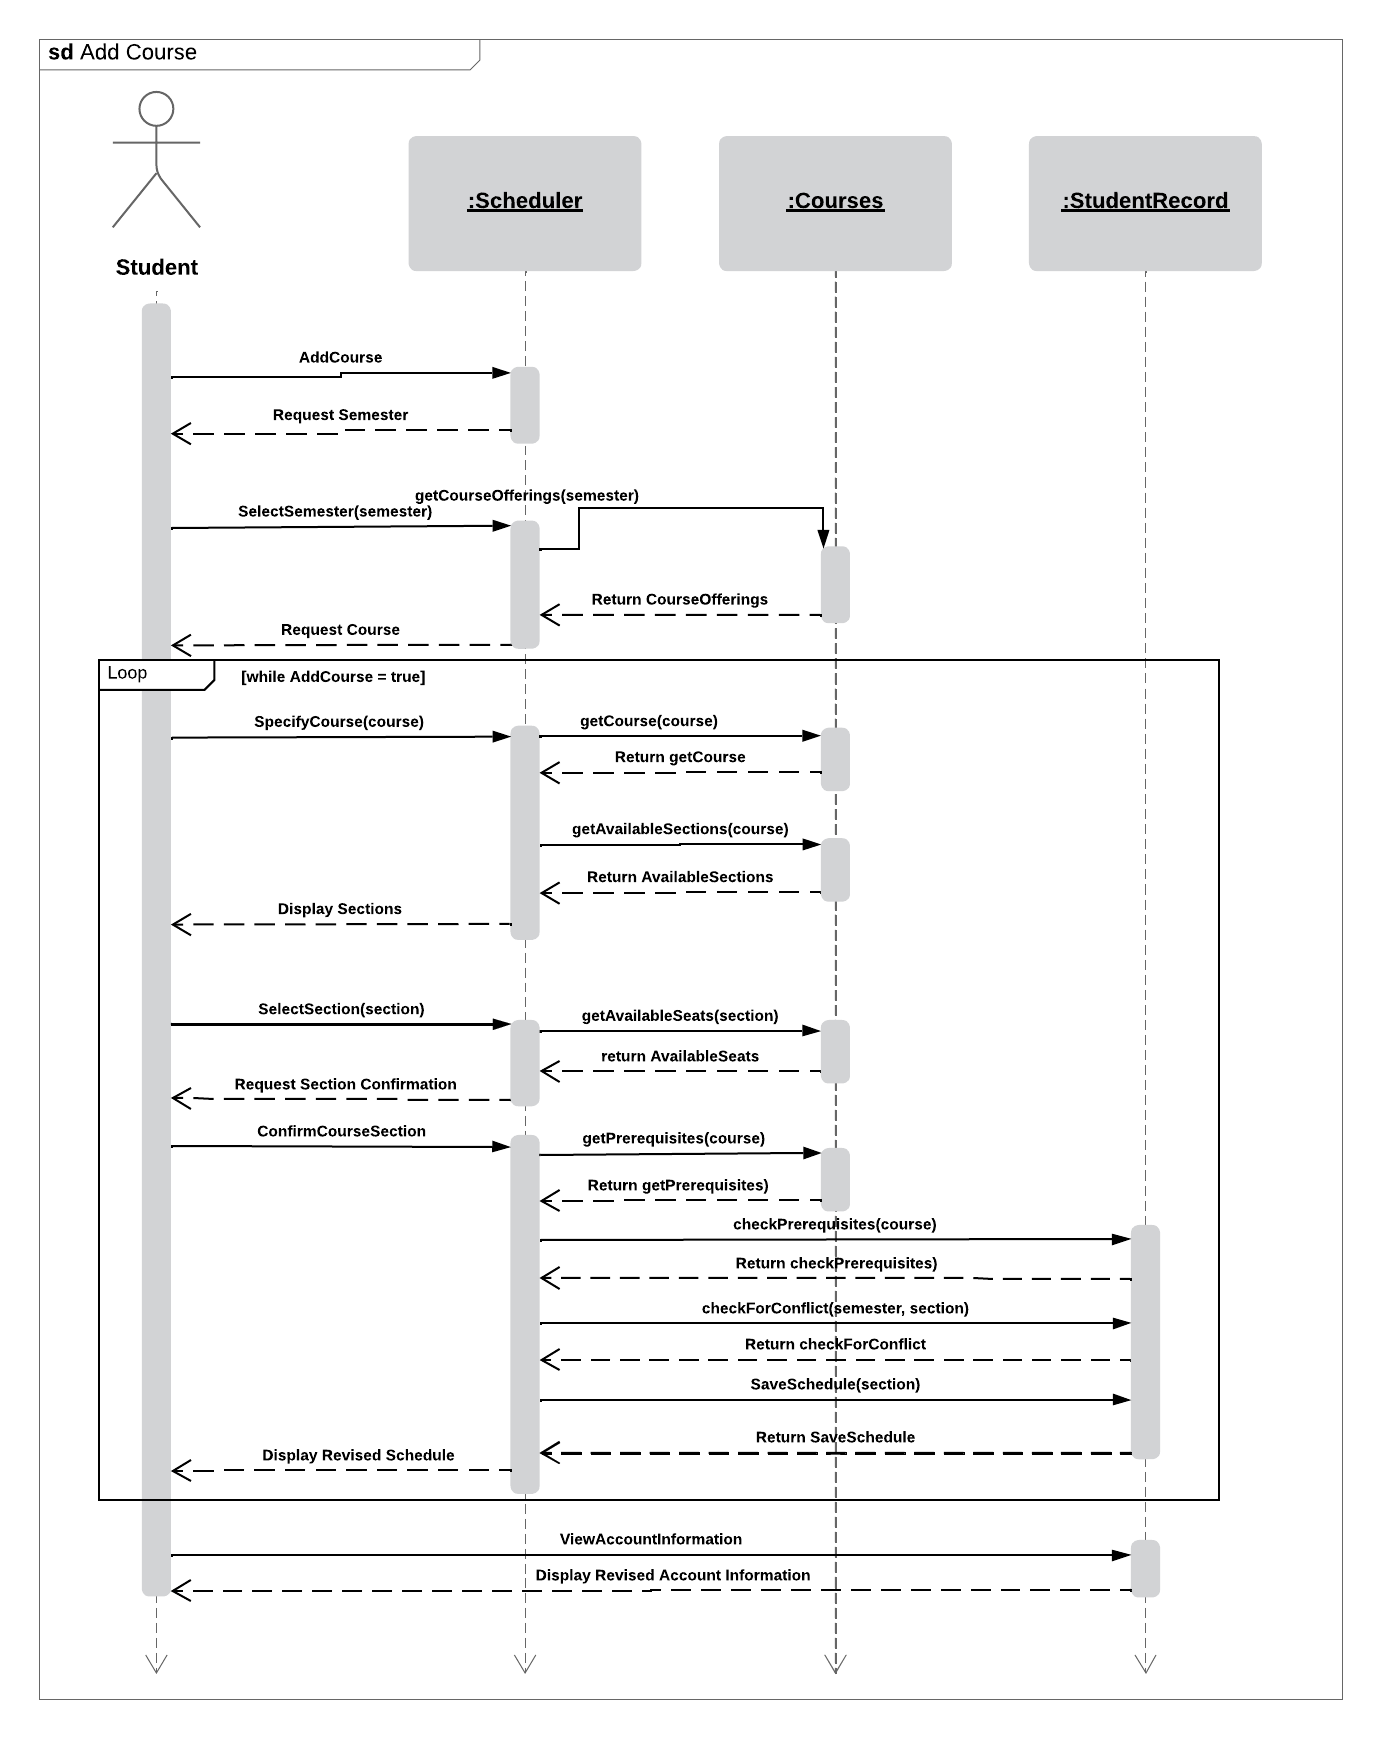 sd Add Course
:Scheduler
:Courses
:StudentRecord
Student
AddCourse
Request Semester
getCourseOfferings(semester)
SelectSemester(semester)
Return CourseOfferings
Request Course
Loop
[while AddCourse = true]
SpecifyCourse(course)
getCourse(course)
Return getCourse
getAvailableSections(course)
Return AvailableSections
Display Sections
SelectSection(section)
getAvailableSeats(section)
return AvailableSeats
Request Section Confirmation
ConfirmCourseSection
getPrerequisites(course)
Return getPrerequisites)
checkPrerequisites(course)
Return checkPrerequisites)
checkForConflict(semester, section)
Return checkForConflict
SaveSchedule(section)
Return SaveSchedule
Display Revised Schedule
ViewAccountInformation
Display Revised Account Information